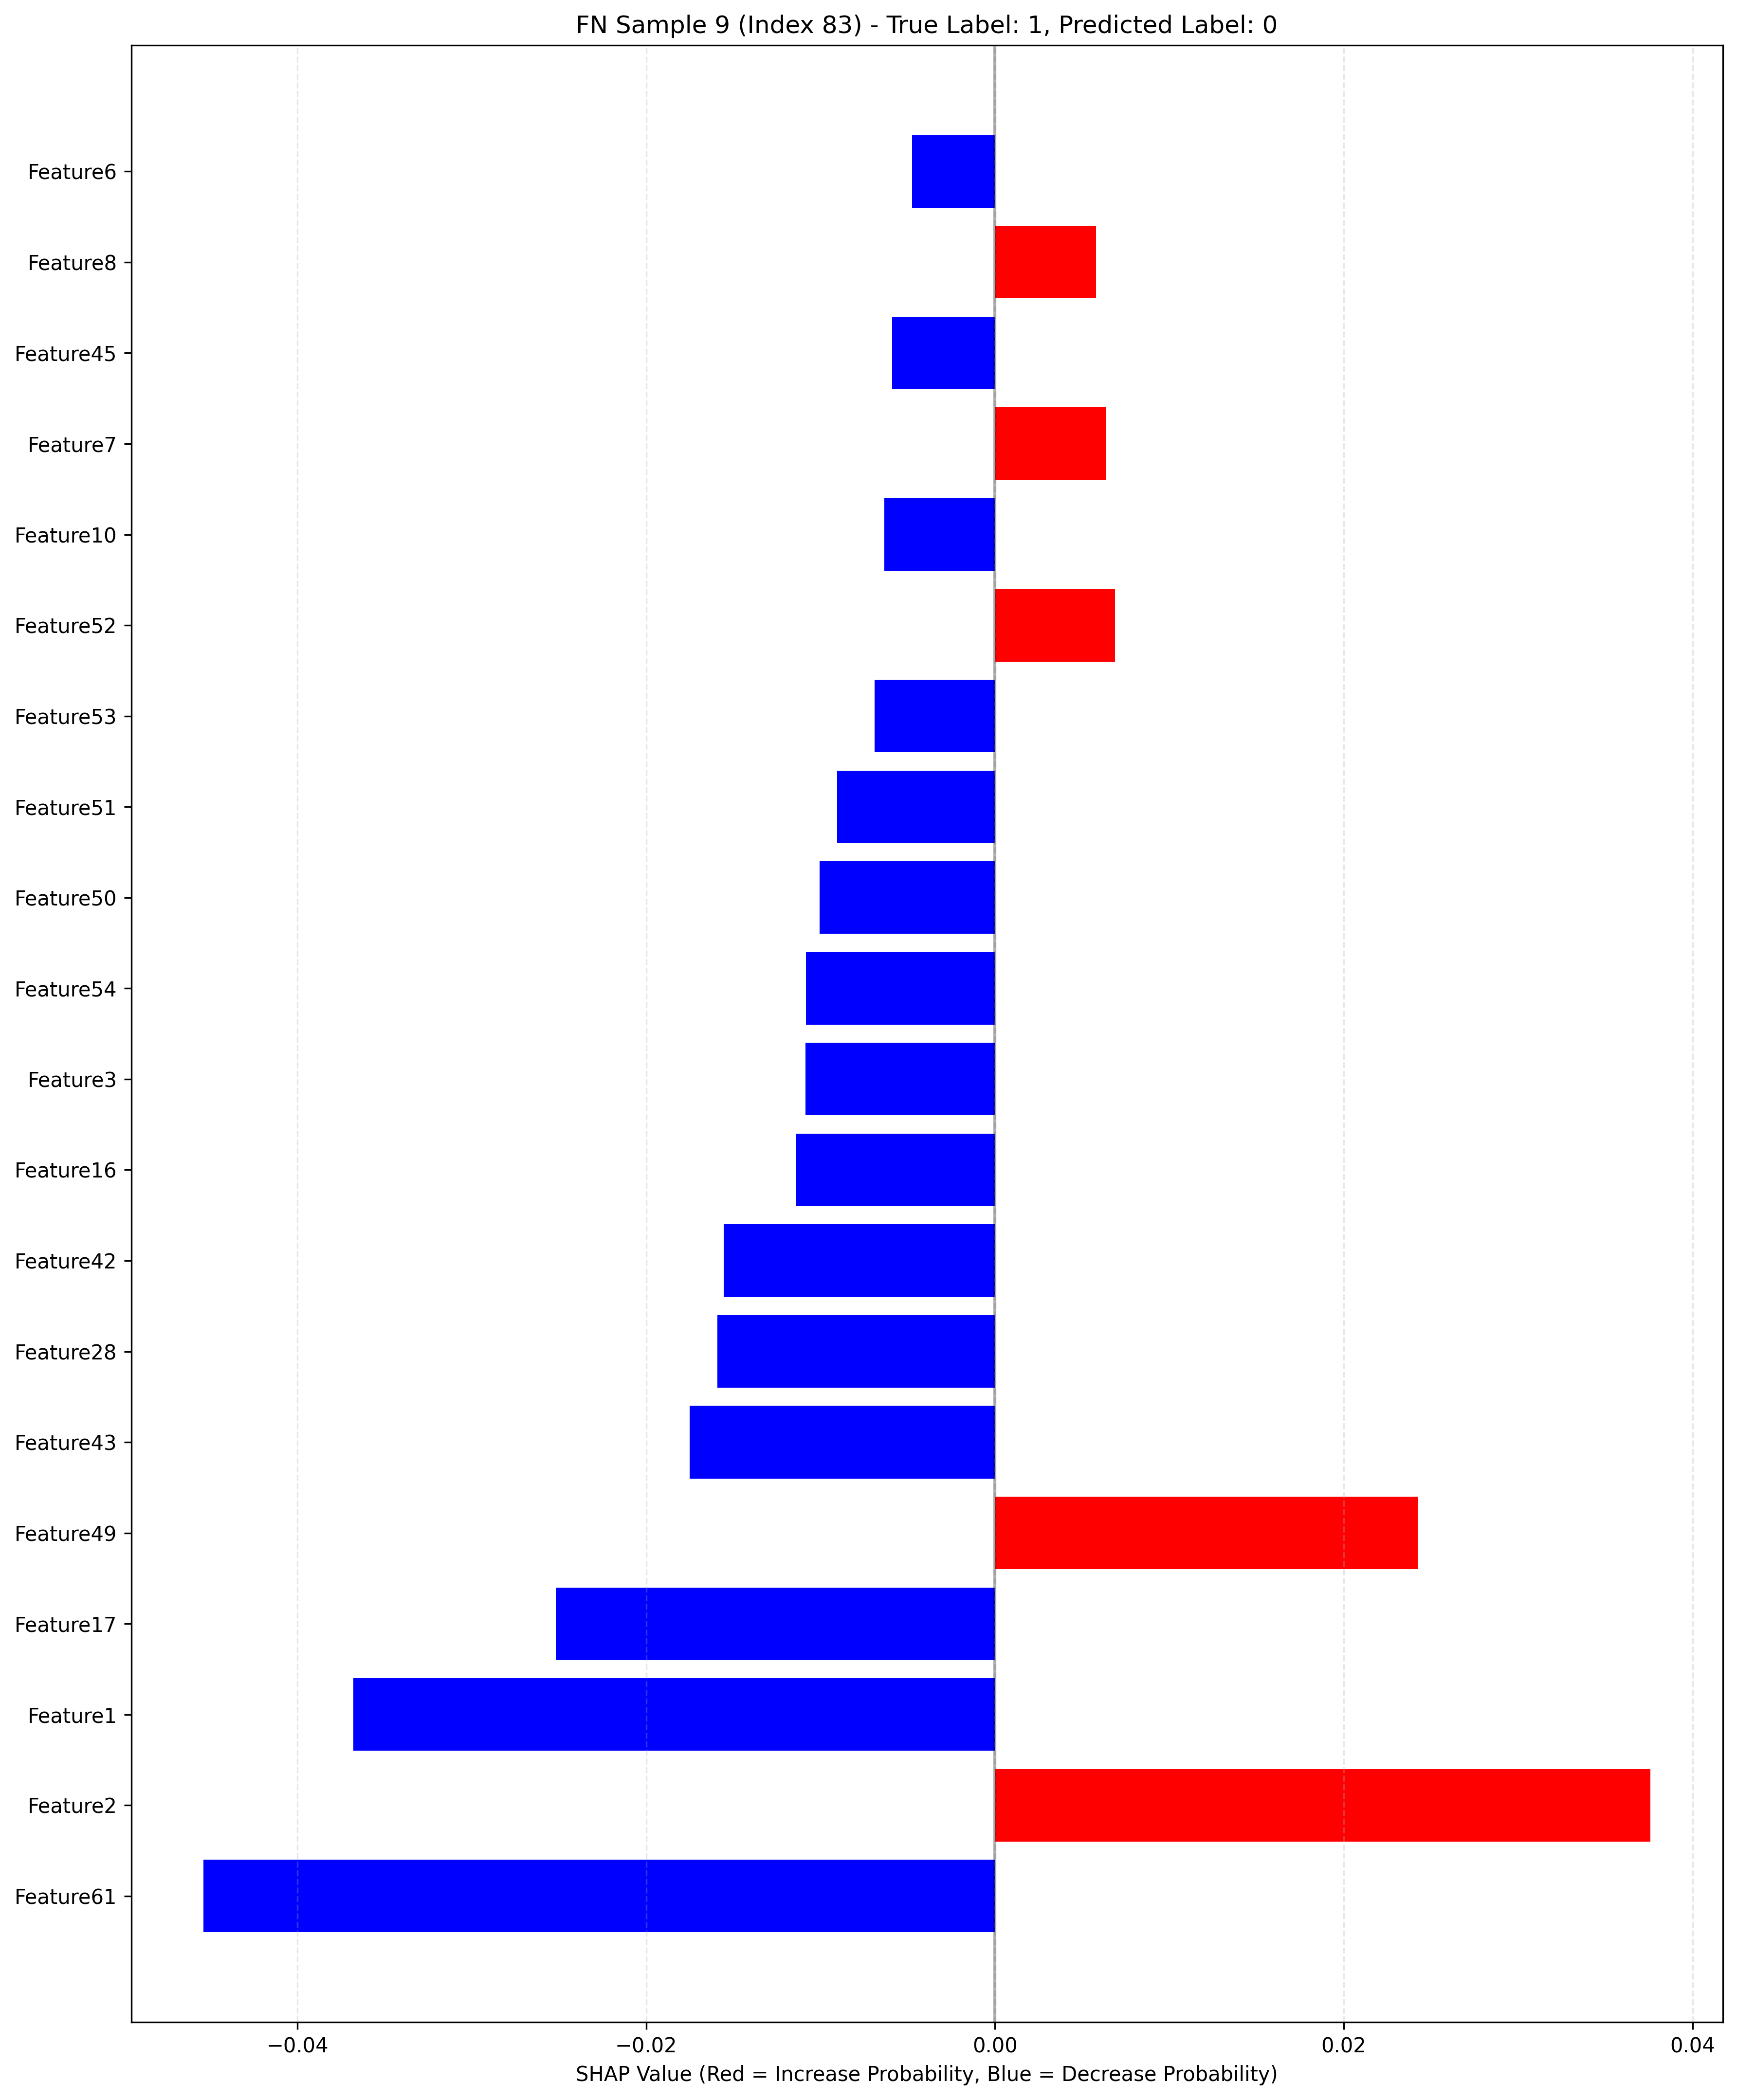 FN Sample 9 (Index 83) - True Label: 1, Predicted Label: 0
Feature6
Feature8
Feature45
Feature7
Feature10
Feature52
Feature53
Feature51
Feature50
Feature54
Feature3
Feature16
Feature42
Feature28
Feature43
Feature49
Feature17
Feature1
Feature2
Feature61
−0.04 −0.02 0.00 0.02 0.04
SHAP Value (Red = Increase Probability, Blue = Decrease Probability)